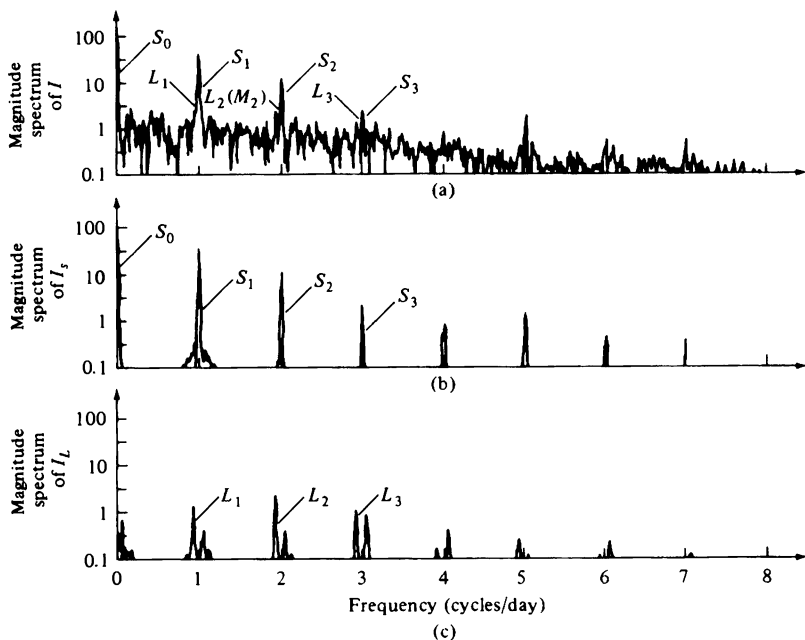 Magnitude
spectrum
of I
100
10
1
0.1
S₀
L₁
S₁
L₂(M₂)
S₂
L₃
S₃
(a)
Magnitude
spectrum
of Iₛ
100
10
1
0.1
S₀
S₁
S₂
S₃
(b)
Magnitude
spectrum
of I_L
100
10
1
0.1
L₁
L₂
L₃
0 1 2 3 4 5 6 7 8
Frequency (cycles/day)
(c)